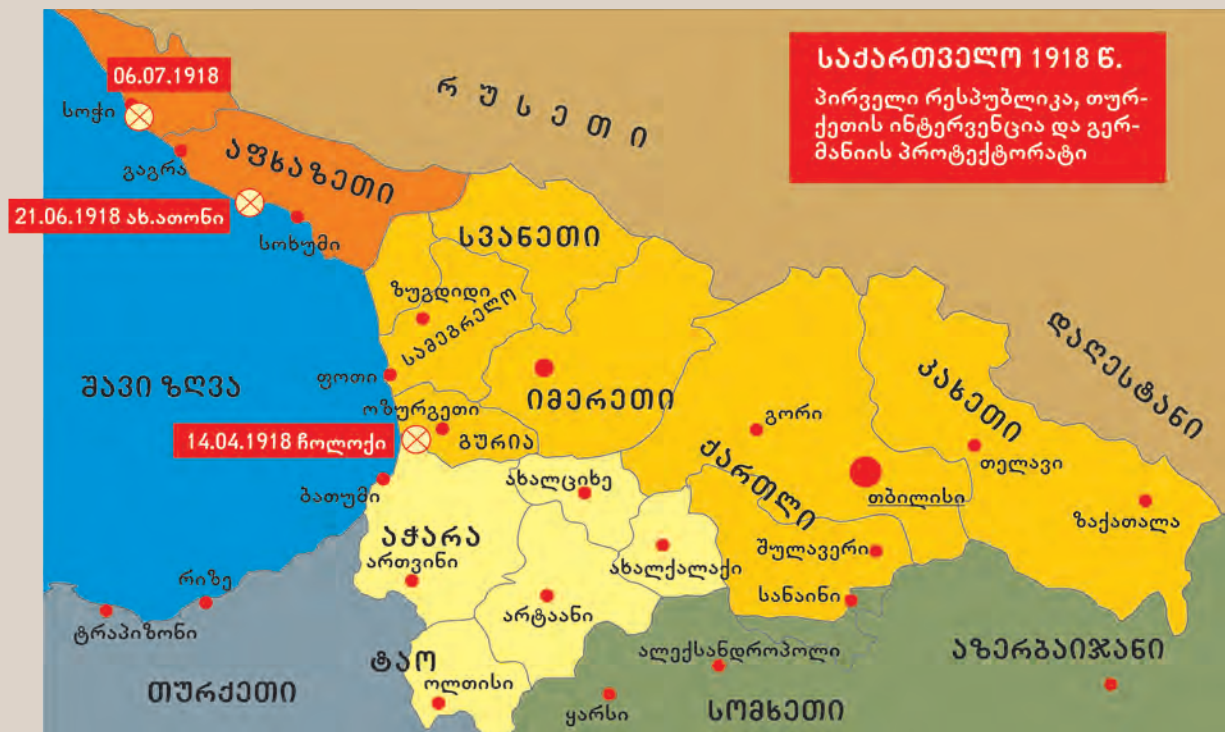 საქართველო 1918 წ.
პირველი რესპუბლიკა, თურ-
ქეთის ინტერვენცია და გერ-
მანიის პროტექტორატი
06.07.1918
სოჭი
გაგრა
აფხაზეთი
21.06.1918 ახ.ათონი
სოხუმი
რუსეთი
სვანეთი
ზუგდიდი
სამეგრელო
ფოთი
შავი ზღვა
იმერეთი
დაღესტანი
კახეთი
გორი
ქართლი
თელავი
თბილისი
ზაქათალა
ოზურგეთი
გურია
14.04.1918 ჩოლოქი
ბათუმი
ახალციხე
აჭარა
ართვინი
ახალქალაქი
შულავერი
სანაინი
რიზე
ტრაპიზონი
არტაანი
ტაო
ოლთისი
თურქეთი
ალექსანდროპოლი
ყარსი
სომხეთი
აზერბაიჯანი